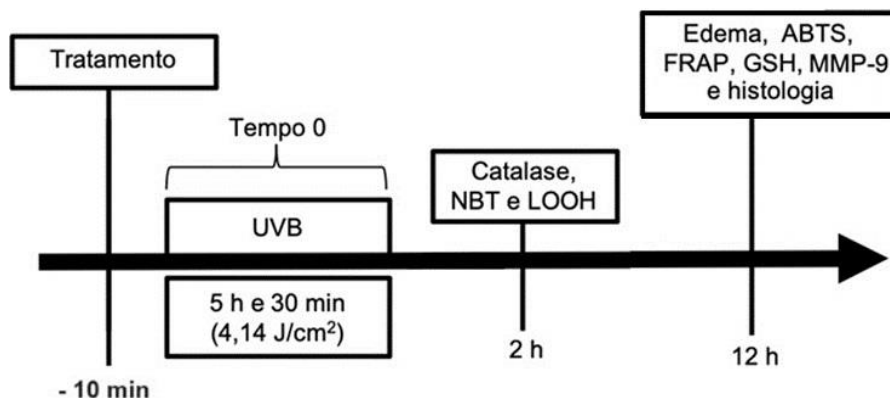 Tratamento
Edema, ABTS,
FRAP, GSH, MMP-9
e histologia
Tempo 0
Catalase,
NBT e LOOH
UVB
5 h e 30 min
(4,14 J/cm²)
- 10 min
2 h
12 h